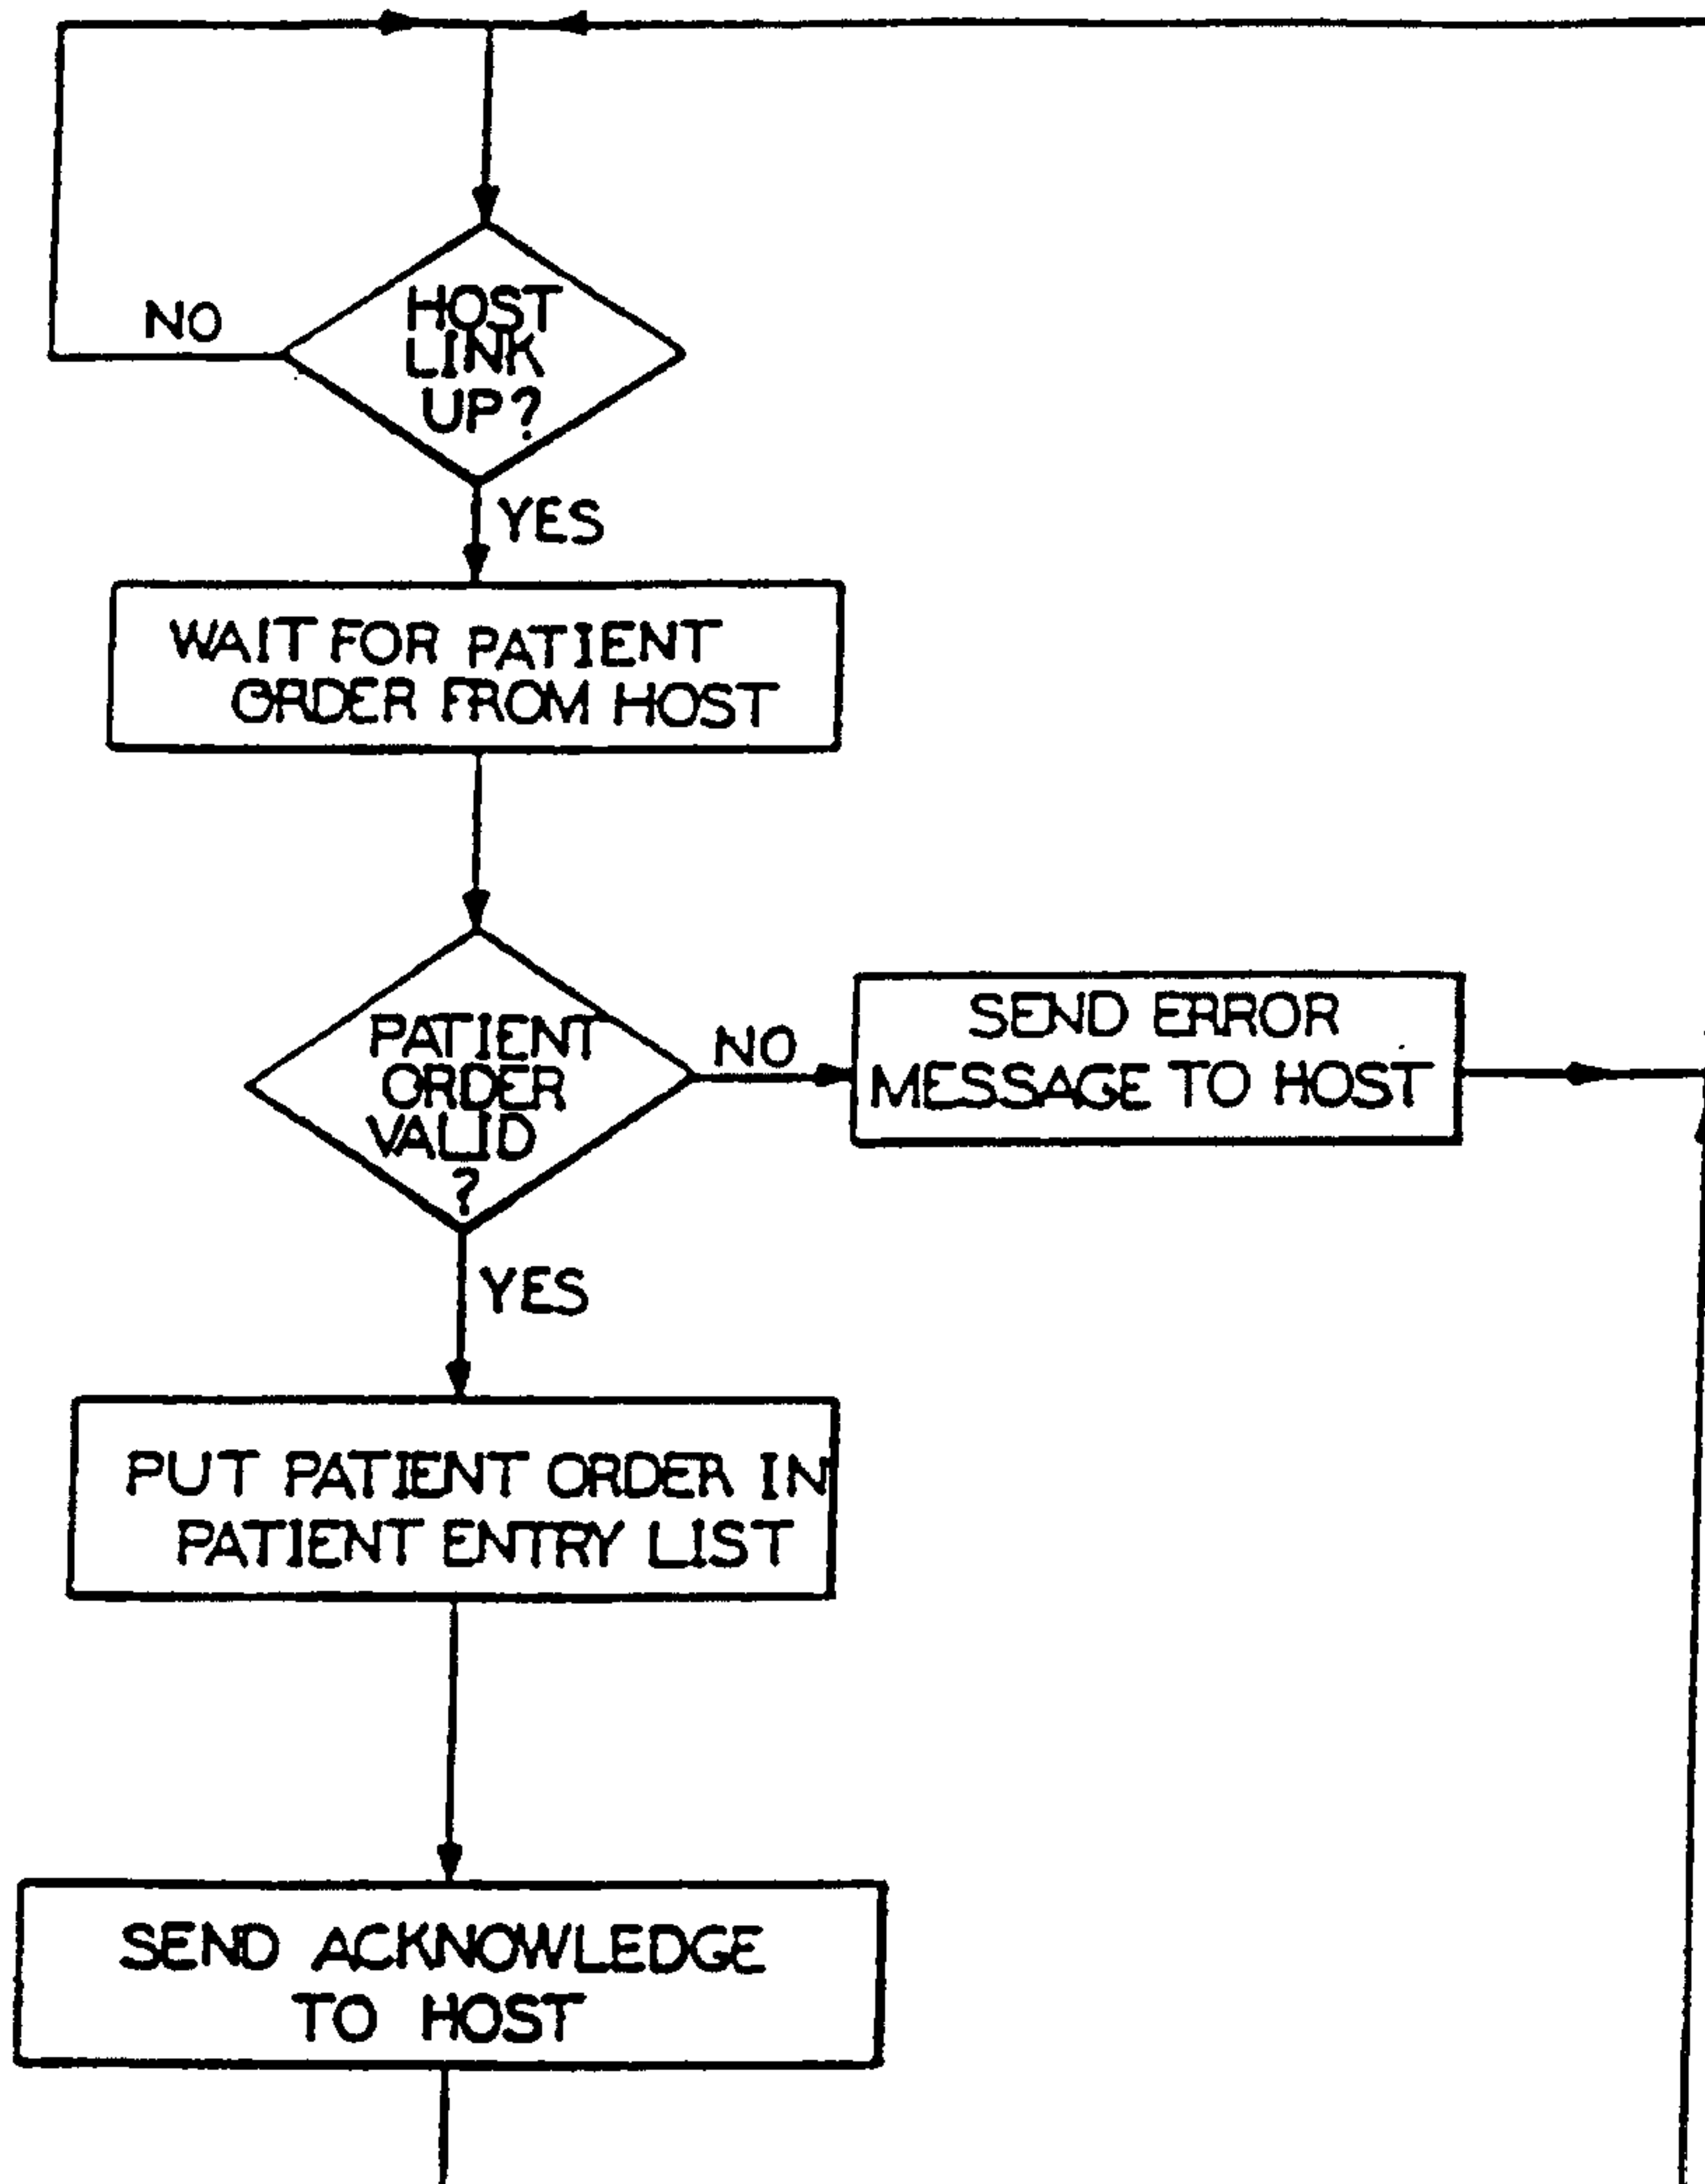 HOST
LINK
UP?
NO
YES
WAIT FOR PATIENT
ORDER FROM HOST
PATIENT
ORDER
VALID
?
NO
SEND ERROR
MESSAGE TO HOST
YES
PUT PATIENT ORDER IN
PATIENT ENTRY LIST
SEND ACKNOWLEDGE
TO HOST